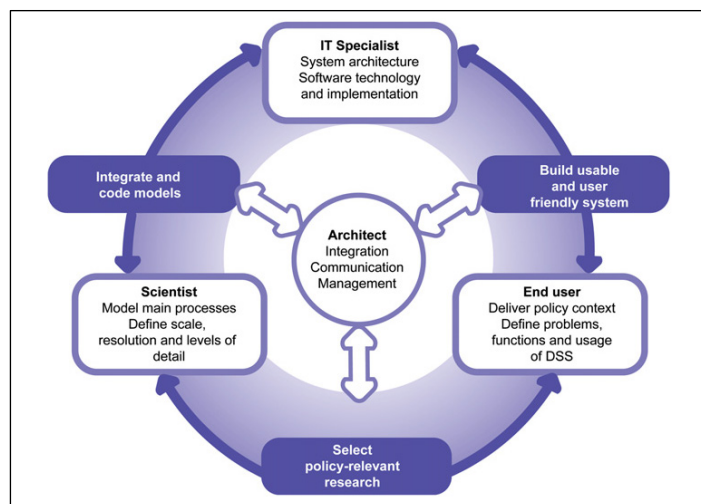 IT Specialist
System architecture
Software technology
and implementation
Integrate and
code models
Build usable
and user
friendly system
Architect
Integration
Communication
Management
Scientist
Model main processes
Define scale,
resolution and levels of
detail
End user
Deliver policy context
Define problems,
functions and usage
of DSS
Select
policy-relevant
research